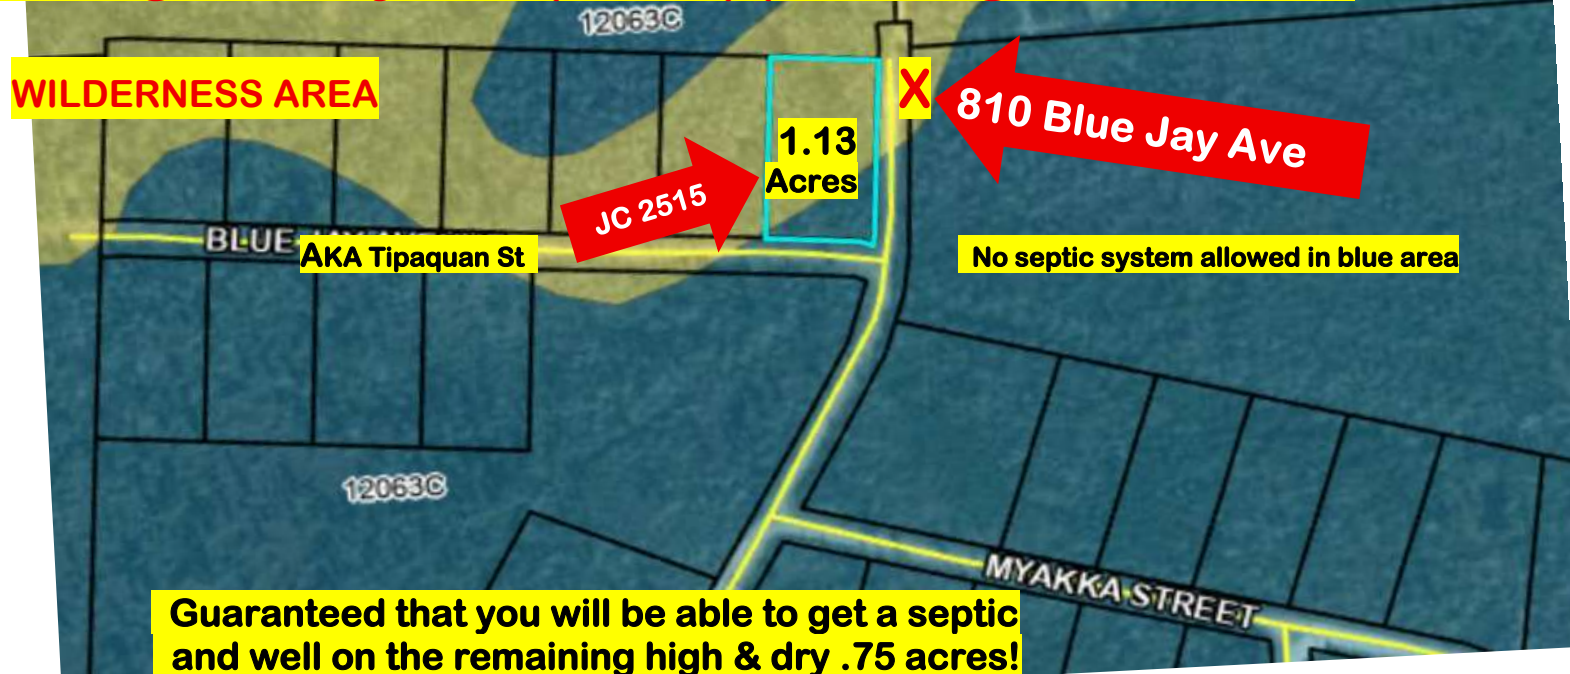 12063C
WILDERNESS AREA
X
810 Blue Jay Ave
1.13
Acres
JC 2515
BLUE
AKA Tipaquan St
No septic system allowed in blue area
12063C
MYAKKA STREET
Guaranteed that you will be able to get a septic
and well on the remaining high & dry .75 acres!